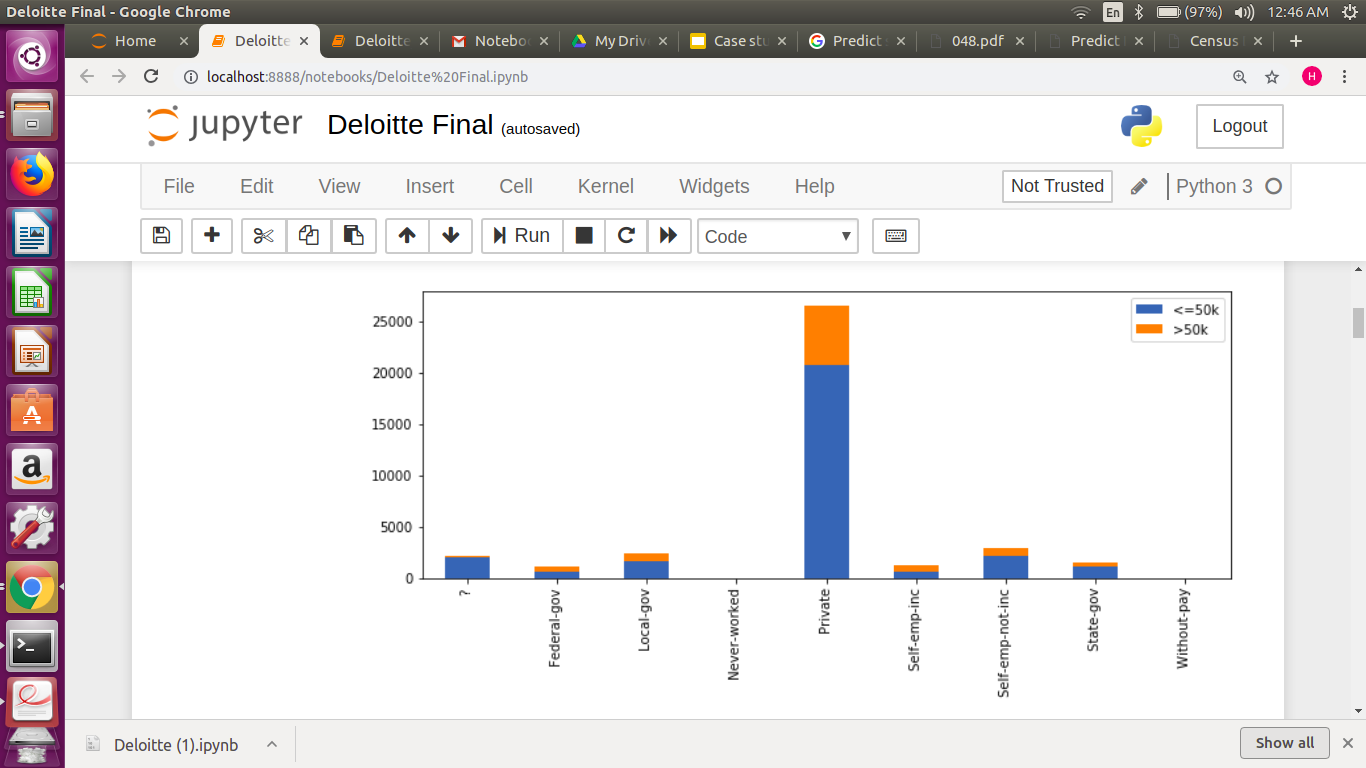 Deloitte Final - Google Chrome
En (97%) 12:46 AM
Home Deloitte Deloitte Notebo My Driv Case stu Predict 048.pdf Predict Census
localhost:8888/notebooks/Deloitte%20Final.ipynb H
jupyter Deloitte Final (autosaved) Logout
File Edit View Insert Cell Kernel Widgets Help Not Trusted Python 3
Run Code
<=50k
>50k
25000
20000
15000
10000
5000
0
? Federal-gov Local-gov Never-worked Private Self-emp-inc Self-emp-not-inc State-gov Without-pay
Deloitte (1).ipynb Show all